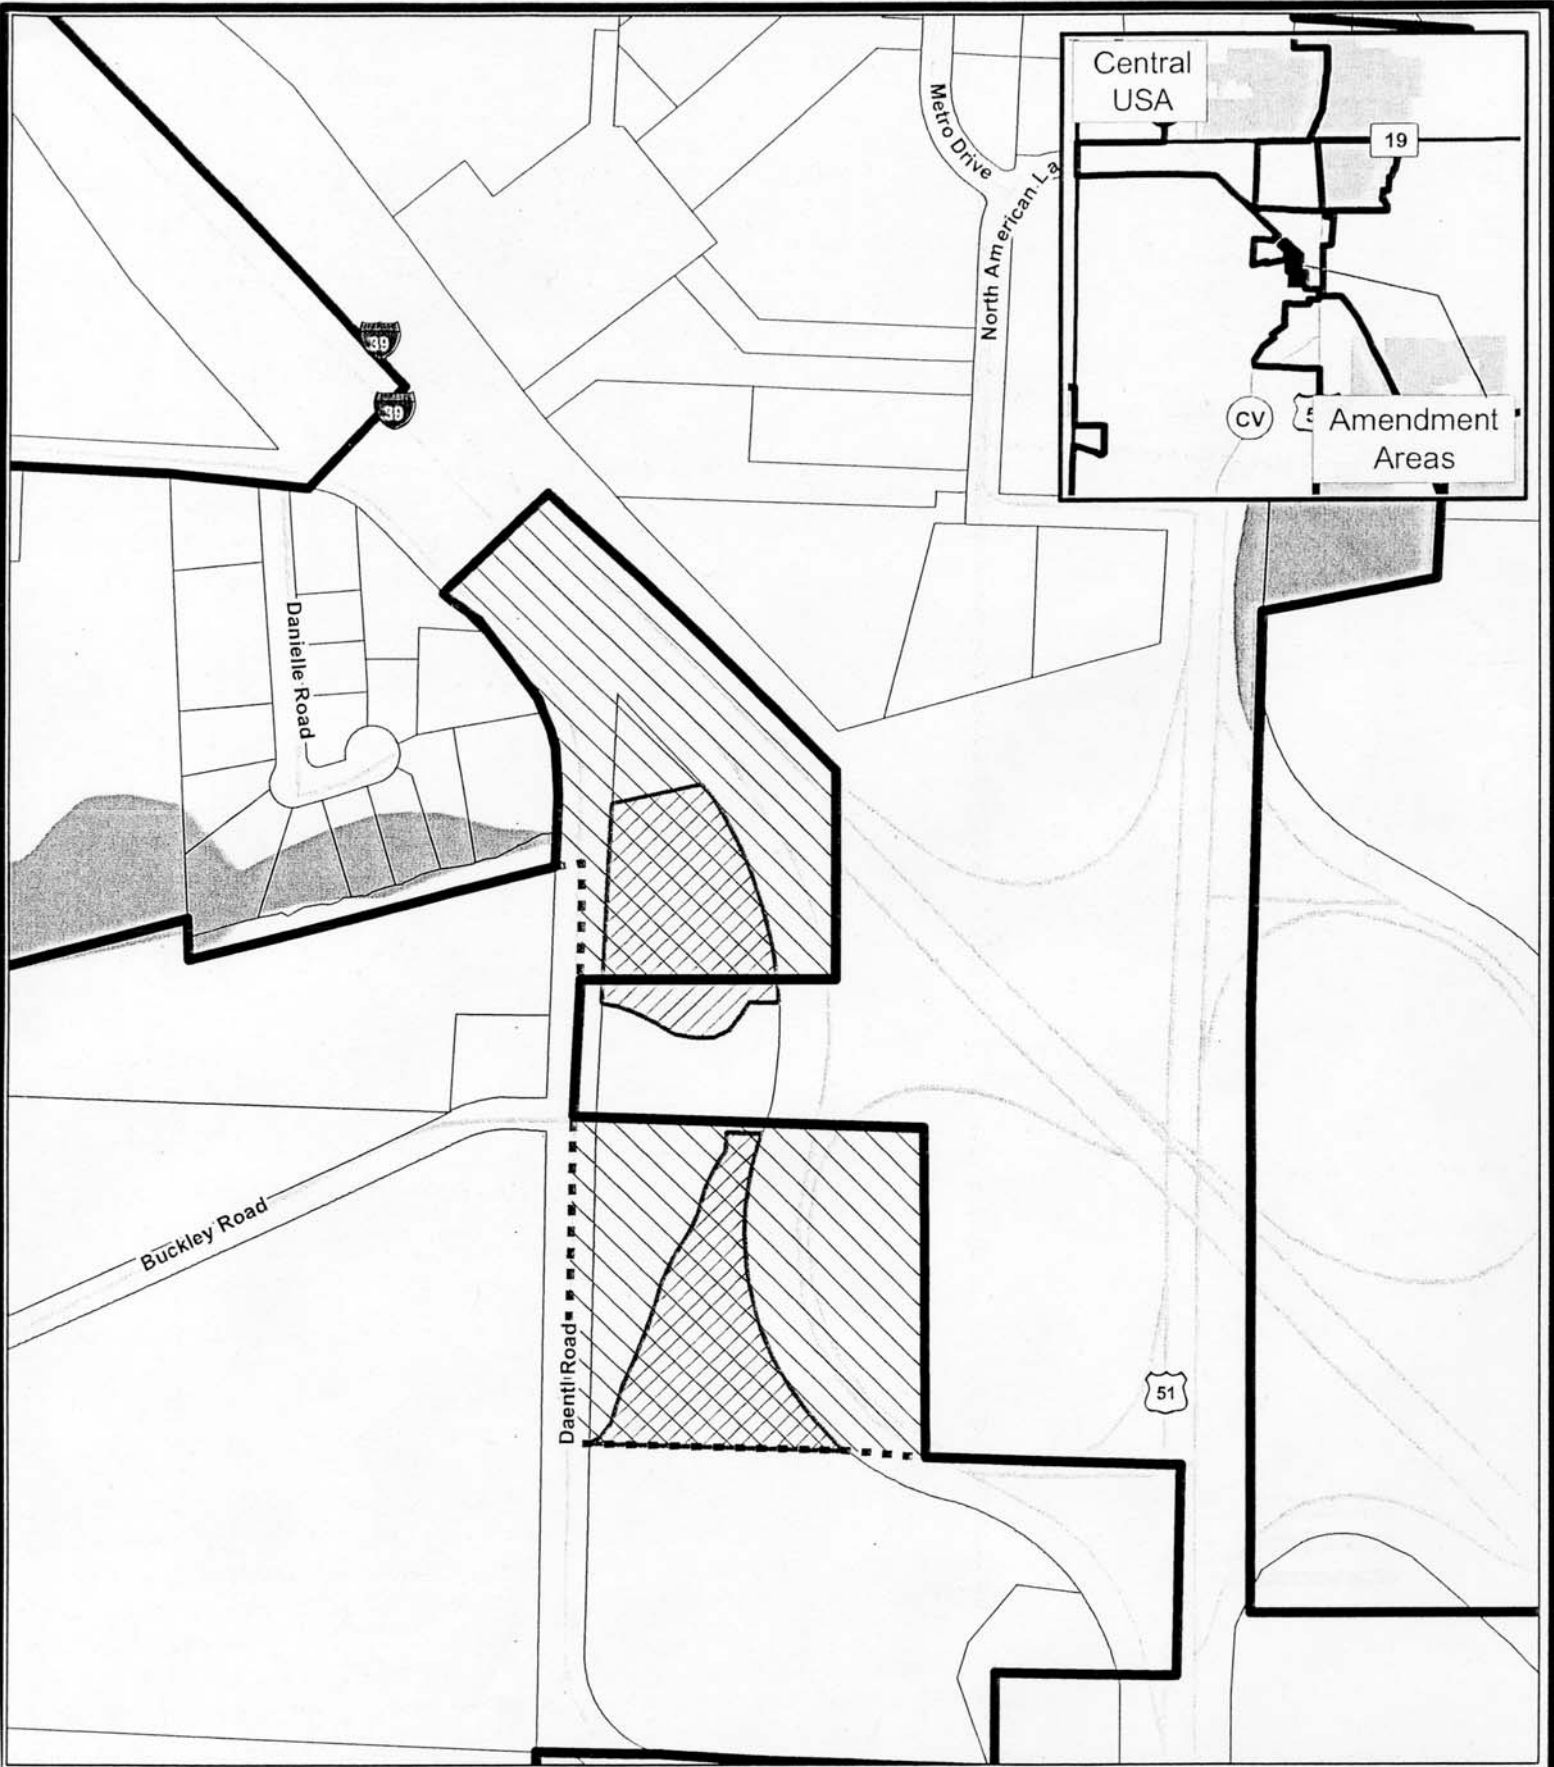 Central
USA
19
Metro Drive
North American La
39
39
CV
5
Amendment
Areas
Danielle Road
Buckley Road
Daentl Road
51